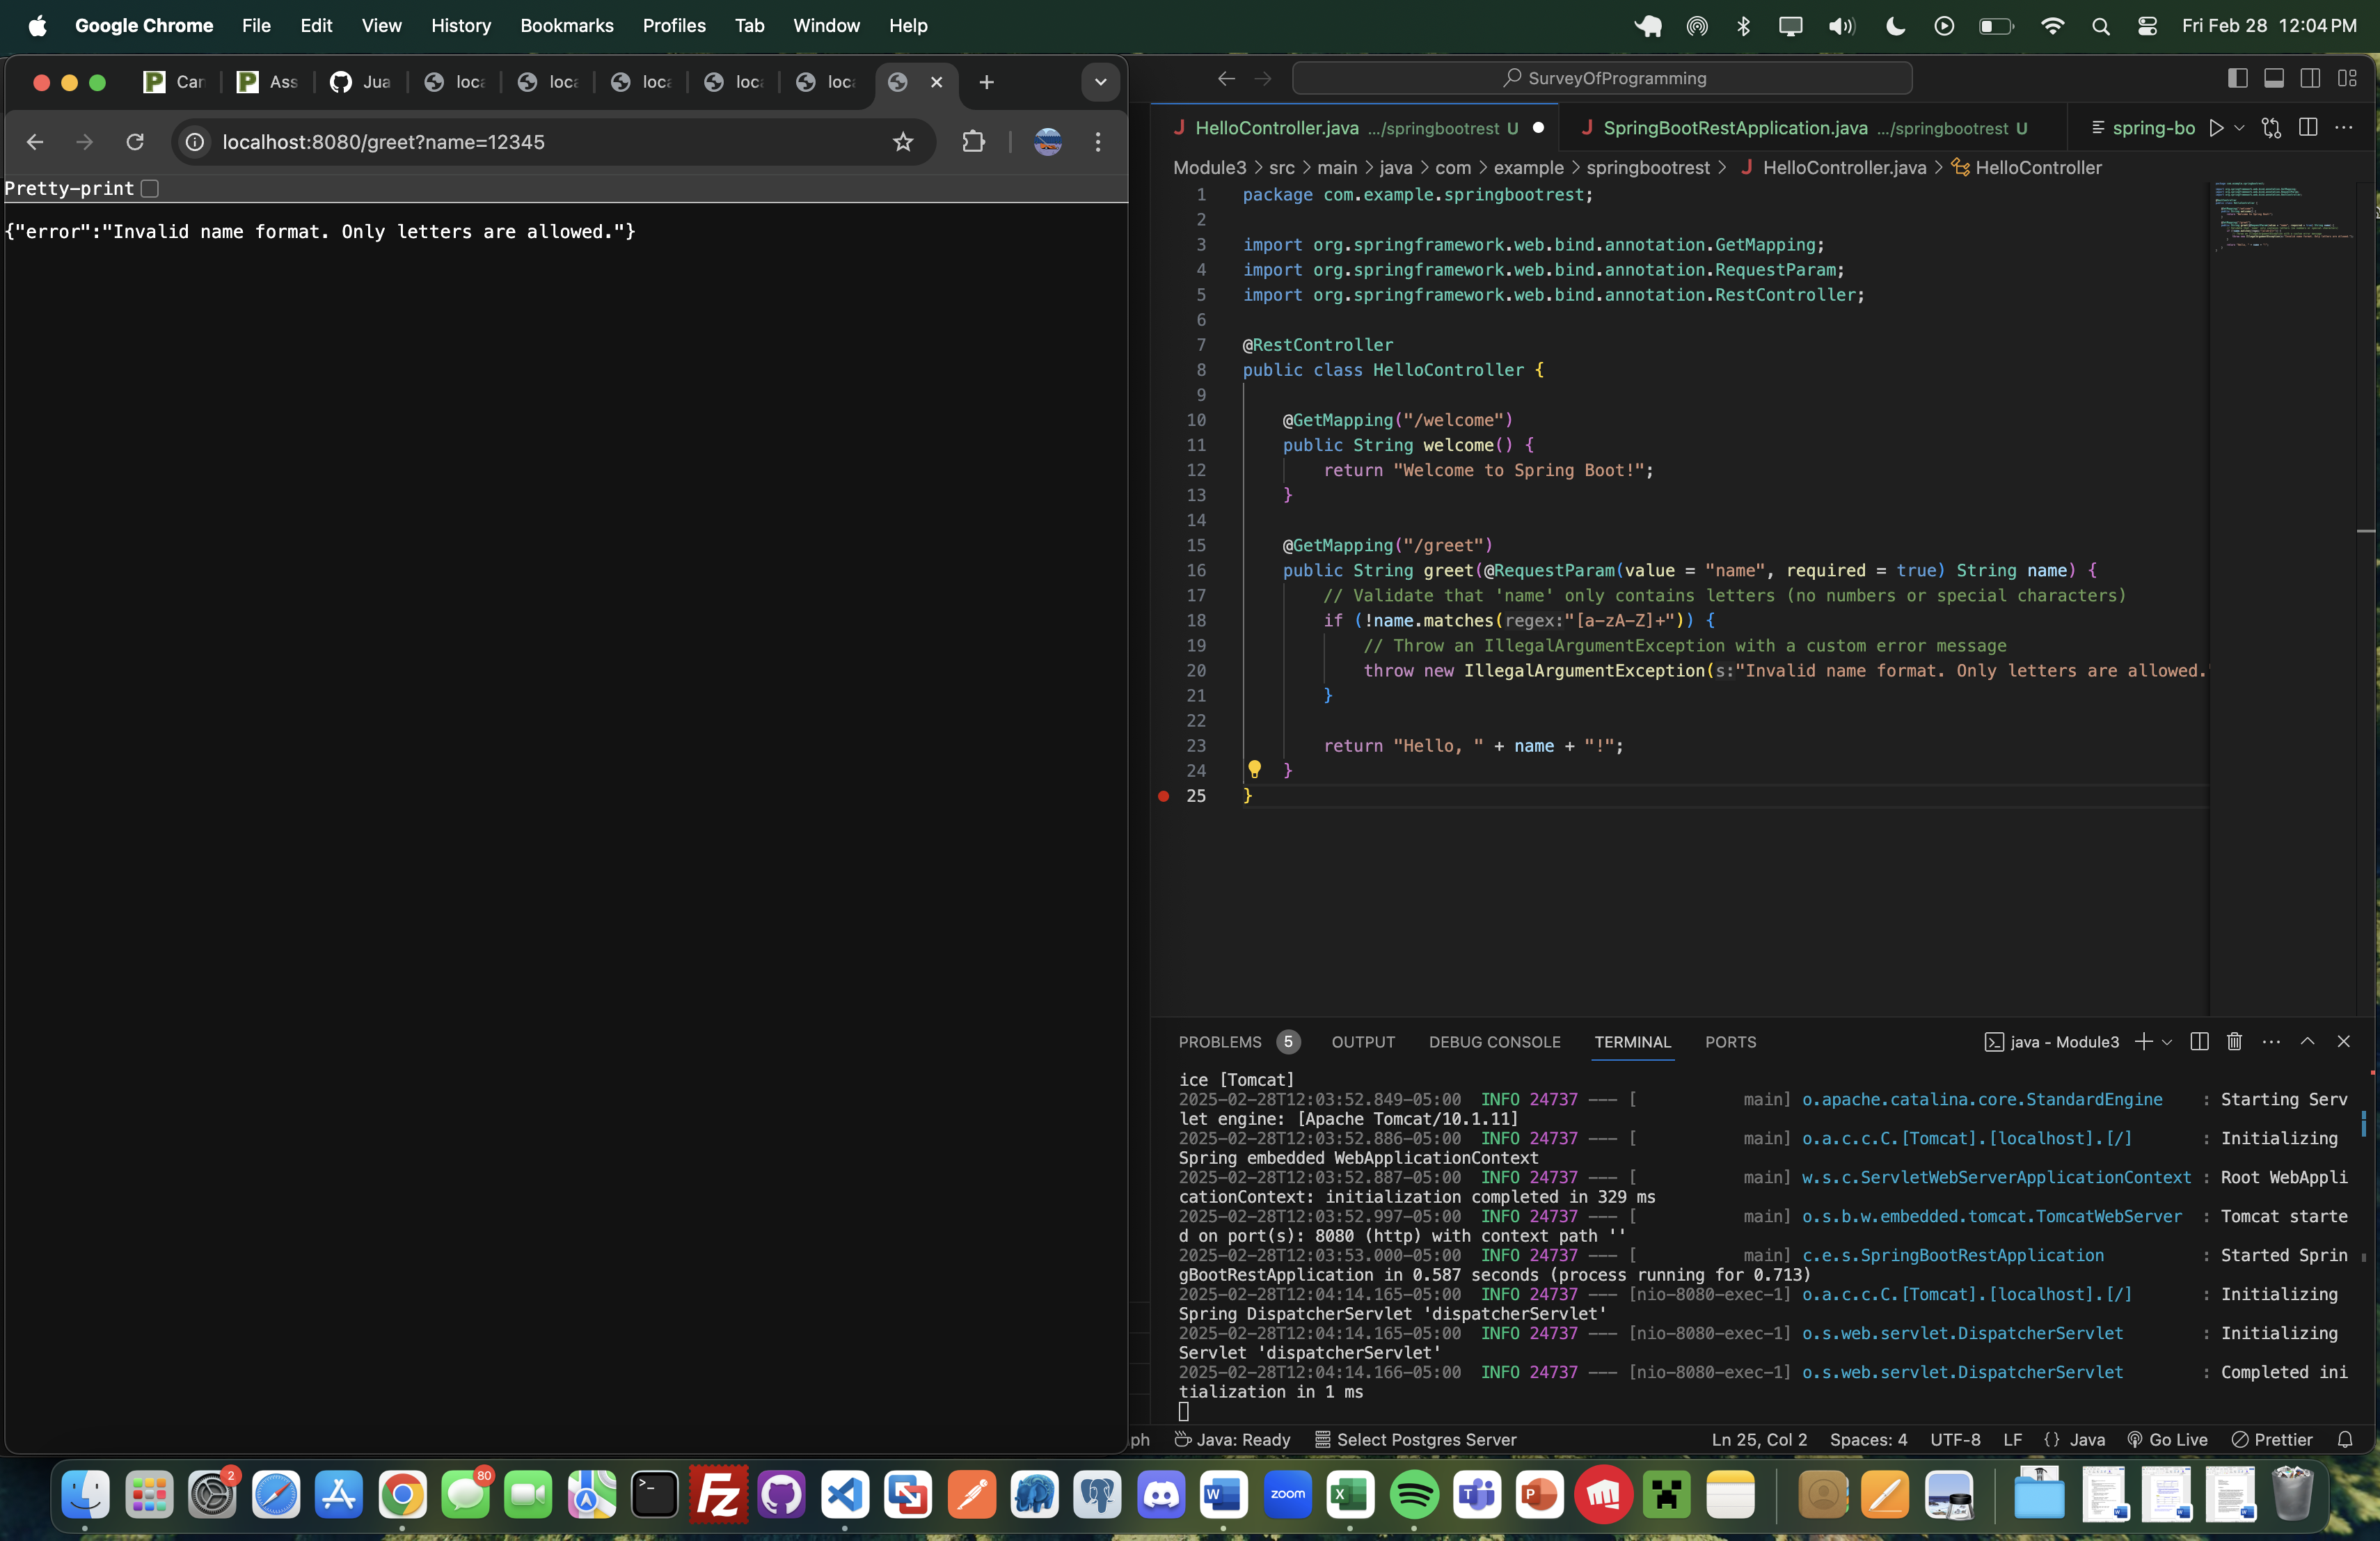 Google Chrome File Edit View History Bookmarks Profiles Tab Window Help
Fri Feb 28 12:04 PM
Can Ass Jua loca loca loca loca loca
localhost:8080/greet?name=12345
Pretty-print
{"error":"Invalid name format. Only letters are allowed."}
SurveyOfProgramming
HelloController.java .../springbootrest U
SpringBootRestApplication.java .../springbootrest U
spring-bo
Module3 > src > main > java > com > example > springbootrest > HelloController.java > HelloController
1 package com.example.springbootrest;
2
3 import org.springframework.web.bind.annotation.GetMapping;
4 import org.springframework.web.bind.annotation.RequestParam;
5 import org.springframework.web.bind.annotation.RestController;
6
7 @RestController
8 public class HelloController {
9
10 @GetMapping("/welcome")
11 public String welcome() {
12 return "Welcome to Spring Boot!";
13 }
14
15 @GetMapping("/greet")
16 public String greet(@RequestParam(value = "name", required = true) String name) {
17 // Validate that 'name' only contains letters (no numbers or special characters)
18 if (!name.matches(regex:"[a-zA-Z]+")) {
19 // Throw an IllegalArgumentException with a custom error message
20 throw new IllegalArgumentException(s:"Invalid name format. Only letters are allowed.
21 }
22
23 return "Hello, " + name + "!";
24 }
25 }
PROBLEMS 5 OUTPUT DEBUG CONSOLE TERMINAL PORTS
java - Module3
ice [Tomcat]
2025-02-28T12:03:52.849-05:00 INFO 24737 --- [ main] o.apache.catalina.core.StandardEngine : Starting Serv
let engine: [Apache Tomcat/10.1.11]
2025-02-28T12:03:52.886-05:00 INFO 24737 --- [ main] o.a.c.c.C.[Tomcat].[localhost].[/] : Initializing
Spring embedded WebApplicationContext
2025-02-28T12:03:52.887-05:00 INFO 24737 --- [ main] w.s.c.ServletWebServerApplicationContext : Root WebAppli
cationContext: initialization completed in 329 ms
2025-02-28T12:03:52.997-05:00 INFO 24737 --- [ main] o.s.b.w.embedded.tomcat.TomcatWebServer : Tomcat starte
d on port(s): 8080 (http) with context path ''
2025-02-28T12:03:53.000-05:00 INFO 24737 --- [ main] c.e.s.SpringBootRestApplication : Started Sprin
gBootRestApplication in 0.587 seconds (process running for 0.713)
2025-02-28T12:04:14.165-05:00 INFO 24737 --- [nio-8080-exec-1] o.a.c.c.C.[Tomcat].[localhost].[/] : Initializing
Spring DispatcherServlet 'dispatcherServlet'
2025-02-28T12:04:14.165-05:00 INFO 24737 --- [nio-8080-exec-1] o.s.web.servlet.DispatcherServlet : Initializing
Servlet 'dispatcherServlet'
2025-02-28T12:04:14.166-05:00 INFO 24737 --- [nio-8080-exec-1] o.s.web.servlet.DispatcherServlet : Completed ini
tialization in 1 ms
ph Java: Ready Select Postgres Server Ln 25, Col 2 Spaces: 4 UTF-8 LF {} Java Go Live Prettier
2
80
zoom